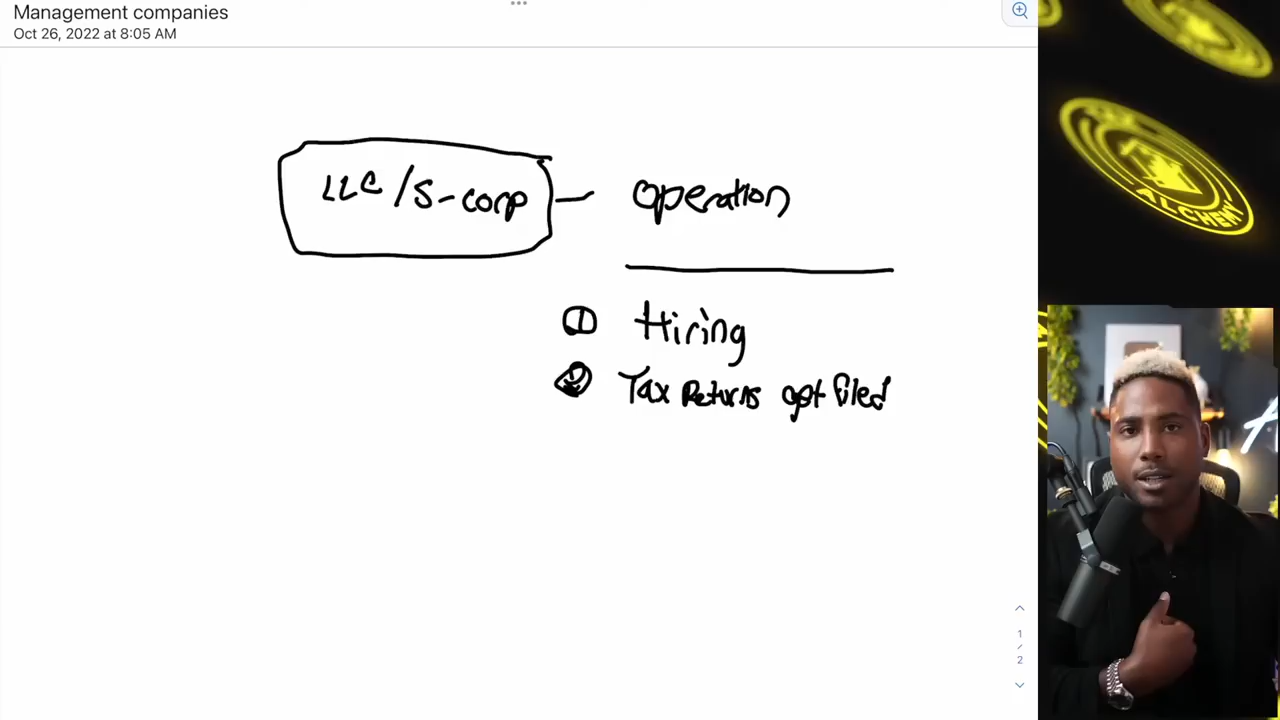 Management companies
Oct 26, 2022 at 8:05 AM
LLC / S-corp
operation
1 Hiring
2 Tax Returns get filed
1
/
2
ALCHEMY